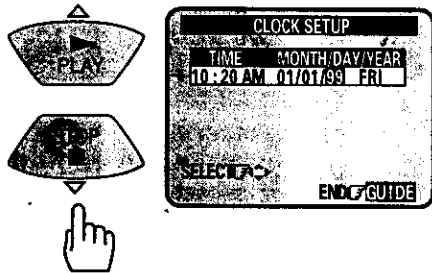 PLAY
STOP
CLOCK SETUP
TIME MONTH/DAY/YEAR
10:20 AM 01/01/99 FRI
SELECT
END GUIDE